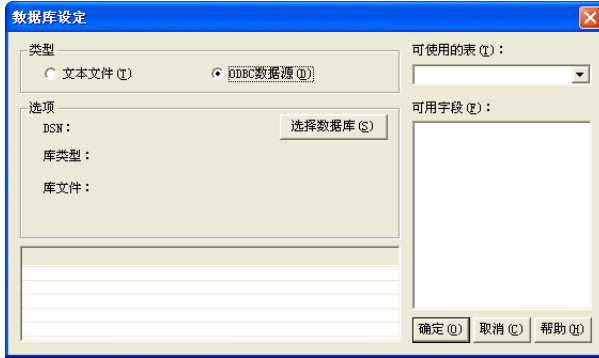 数据库设定
类型
文本文件(T)
ODBC数据源(D)
选项
DSN：
选择数据库(S)
库类型：
库文件：
可使用的表(T)：
可用字段(F)：
确定(O)
取消(C)
帮助(H)